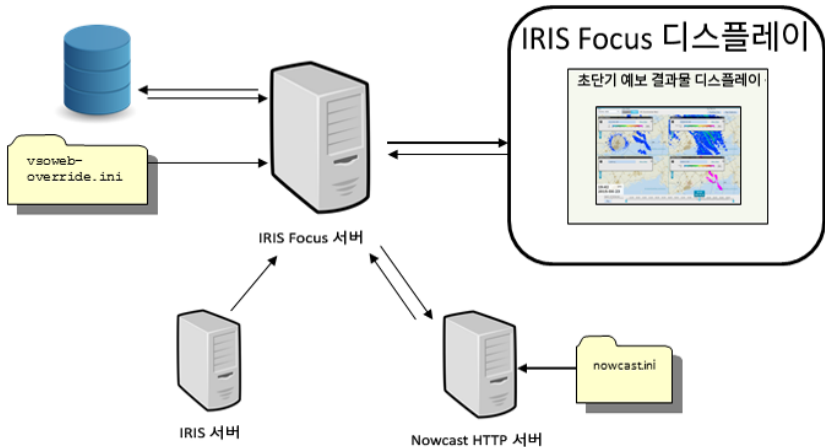 IRIS Focus 디스플레이
초단기 예보 결과물 디스플레이
vsoweb-
override.ini
IRIS Focus 서버
nowcast.ini
IRIS 서버
Nowcast HTTP 서버